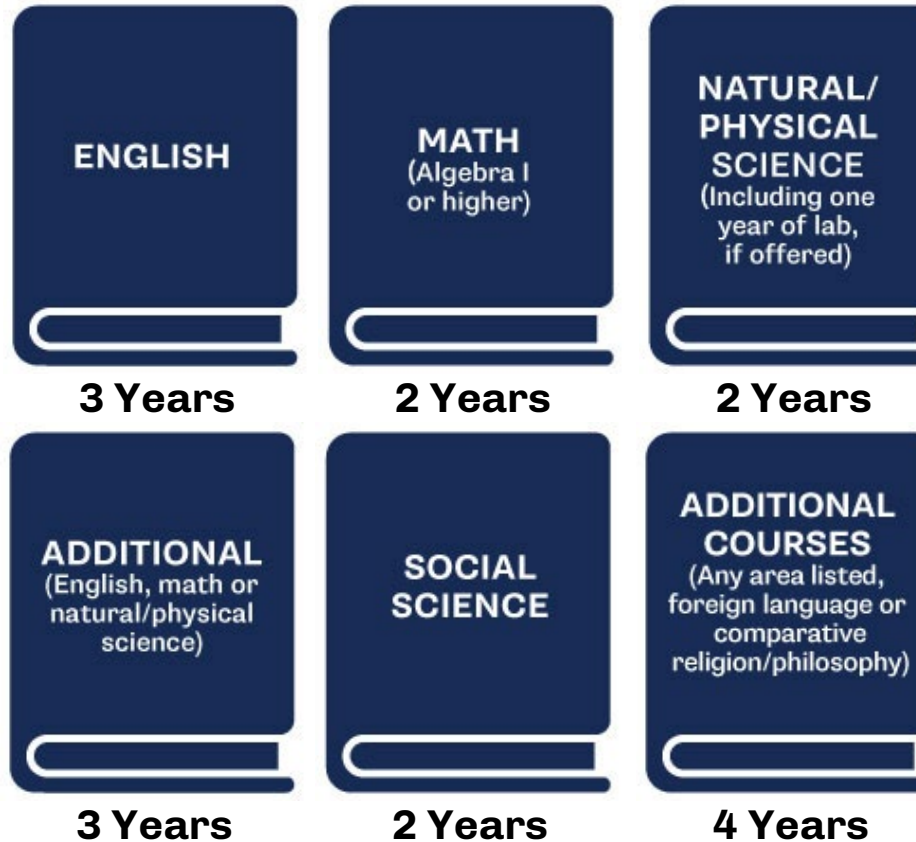 ENGLISH
MATH
(Algebra I
or higher)
NATURAL/
PHYSICAL
SCIENCE
(Including one
year of lab,
if offered)
3 Years
2 Years
2 Years
ADDITIONAL
(English, math or
natural/physical
science)
SOCIAL
SCIENCE
ADDITIONAL
COURSES
(Any area listed,
foreign language or
comparative
religion/philosophy)
3 Years
2 Years
4 Years